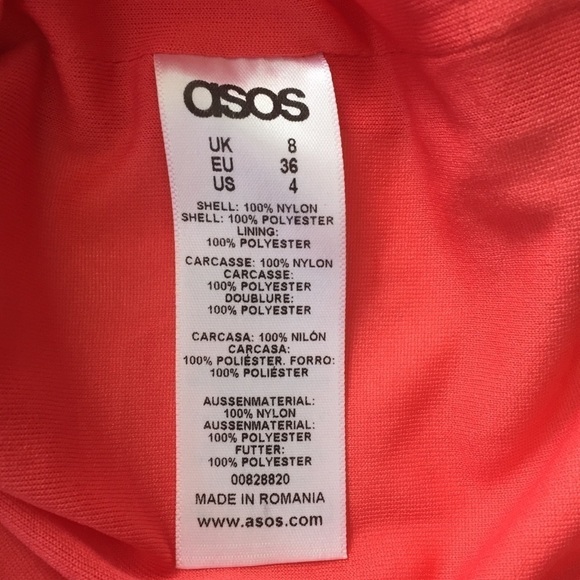 asos
UK 8
EU 36
US 4
SHELL: 100% NYLON
SHELL: 100% POLYESTER
LINING:
100% POLYESTER
CARCASSE: 100% NYLON
CARCASSE:
100% POLYESTER
DOUBLURE:
100% POLYESTER
CARCASA: 100% NILÓN
CARCASA:
100% POLIÉSTER. FORRO:
100% POLIÉSTER
AUSSENMATERIAL:
100% NYLON
AUSSENMATERIAL:
100% POLYESTER
FUTTER:
100% POLYESTER
00828820
MADE IN ROMANIA
www.asos.com